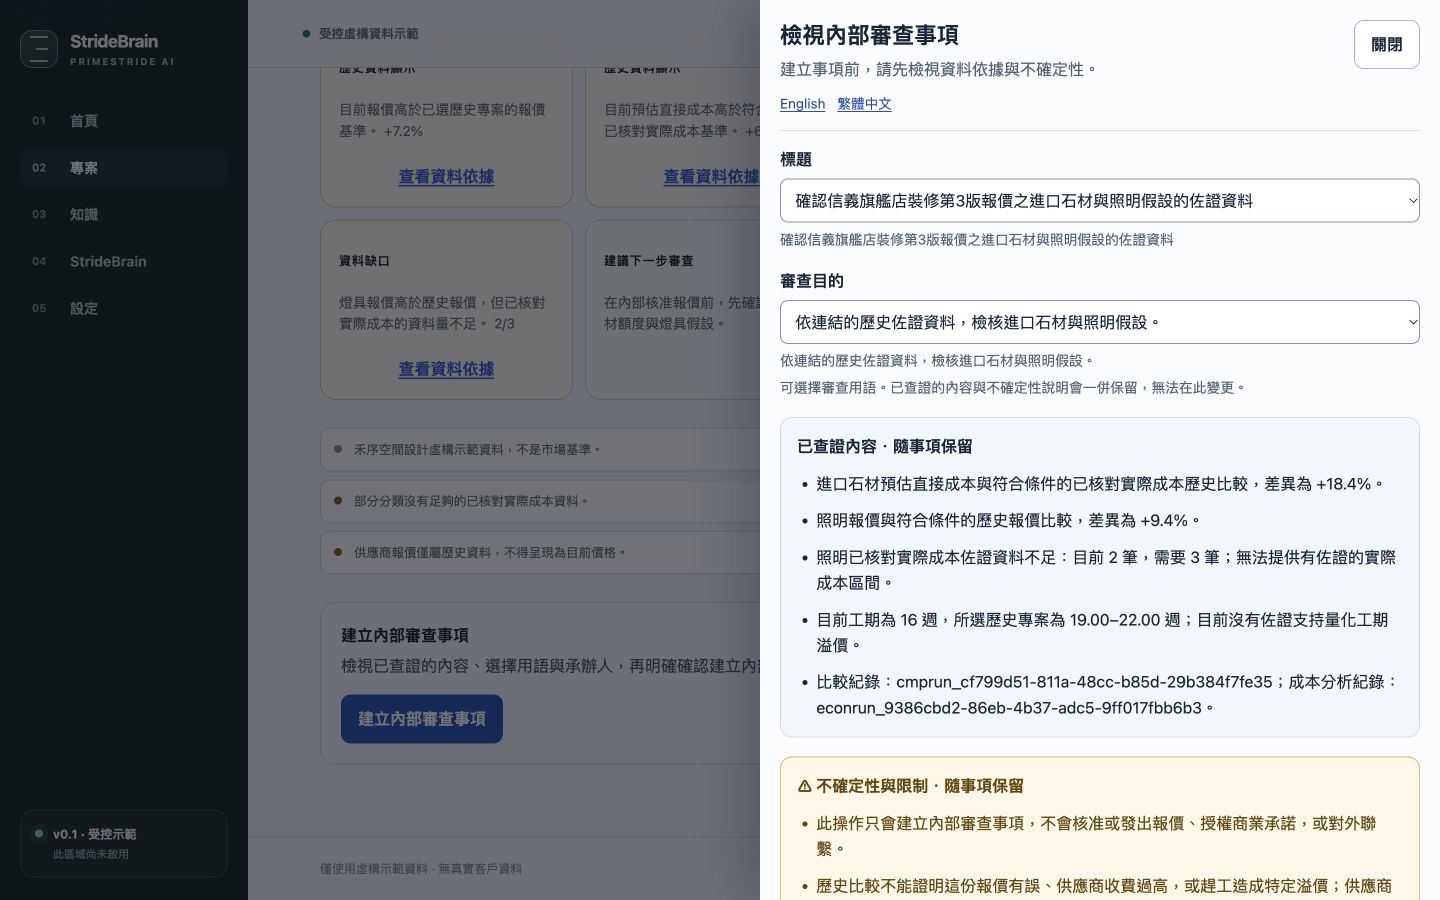 StrideBrain
PRIMESTRIDE AI
01 首頁
02 專案
03 知識
04 StrideBrain
05 設定
v0.1 · 受控示範
此區域尚未啟用
受控虛構資料示範
歷史資料顯示
目前報價高於已選歷史專案的報價
基準。 +7.2%
查看資料依據
歷史資料顯示
目前預估直接成本高於符
已核對實際成本基準。
查看資料依據
資料缺口
燈具報價高於歷史報價，但已核對
實際成本的資料量不足。 2/3
查看資料依據
建議下一步審查
在內部核准報價前，先確
材額度與燈具假設。
禾序空間設計虛構示範資料，不是市場基準。
部分分類沒有足夠的已核對實際成本資料。
供應商報價僅屬歷史資料，不得呈現為目前價格。
建立內部審查事項
檢視已查證的內容、選擇用語與承辦人，再明確確認建立內
建立內部審查事項
僅使用虛構示範資料 · 無真實客戶資料
檢視內部審查事項
建立事項前，請先檢視資料依據與不確定性。
關閉
English 繁體中文
標題
確認信義旗艦店裝修第3版報價之進口石材與照明假設的佐證資料
確認信義旗艦店裝修第3版報價之進口石材與照明假設的佐證資料
審查目的
依連結的歷史佐證資料，檢核進口石材與照明假設。
依連結的歷史佐證資料，檢核進口石材與照明假設。
可選擇審查用語。已查證的內容與不確定性說明會一併保留，無法在此變更。
已查證內容 · 隨事項保留
• 進口石材預估直接成本與符合條件的已核對實際成本歷史比較，差異為 +18.4%。
• 照明報價與符合條件的歷史報價比較，差異為 +9.4%。
• 照明已核對實際成本佐證資料不足：目前 2 筆，需要 3 筆；無法提供有佐證的實際
成本區間。
• 目前工期為 16 週，所選歷史專案為 19.00–22.00 週；目前沒有佐證支持量化工期
溢價。
• 比較紀錄：cmprun_cf799d51-811a-48cc-b85d-29b384f7fe35；成本分析紀錄：
econrun_9386cbd2-86eb-4b37-adc5-9ff017fbb6b3。
⚠ 不確定性與限制 · 隨事項保留
• 此操作只會建立內部審查事項，不會核准或發出報價、授權商業承諾，或對外聯
繫。
• 歷史比較不能證明這份報價有誤、供應商收費過高，或趕工造成特定溢價；供應商